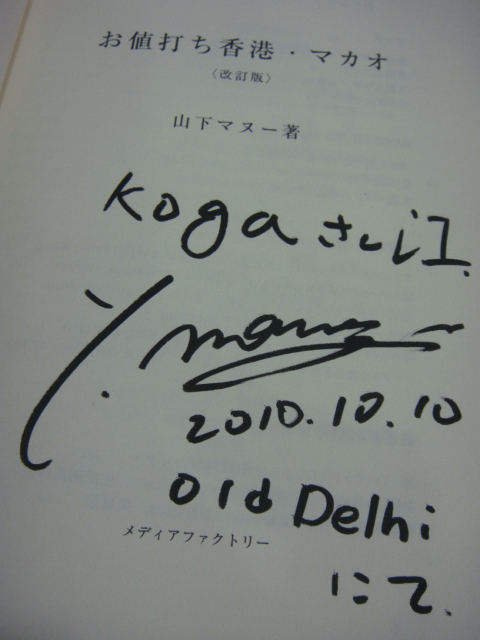 お値打ち香港・マカオ
〈改訂版〉
山下マヌー著
Kogaさん江.
Y. manu
2010.10.10
Old Delhi
メディアファクトリー
にて.